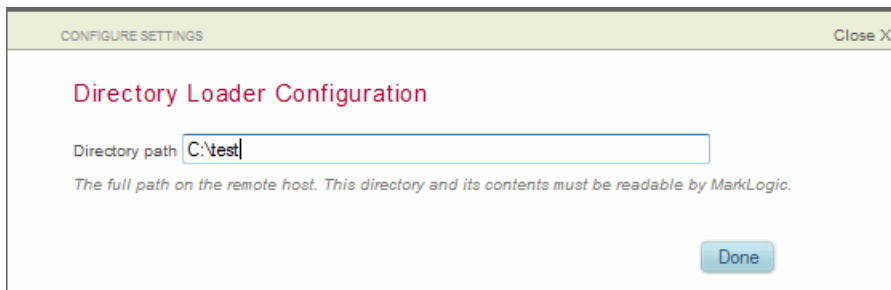 CONFIGURE SETTINGS Close X
Directory Loader Configuration
Directory path C:\test
The full path on the remote host. This directory and its contents must be readable by MarkLogic.
Done